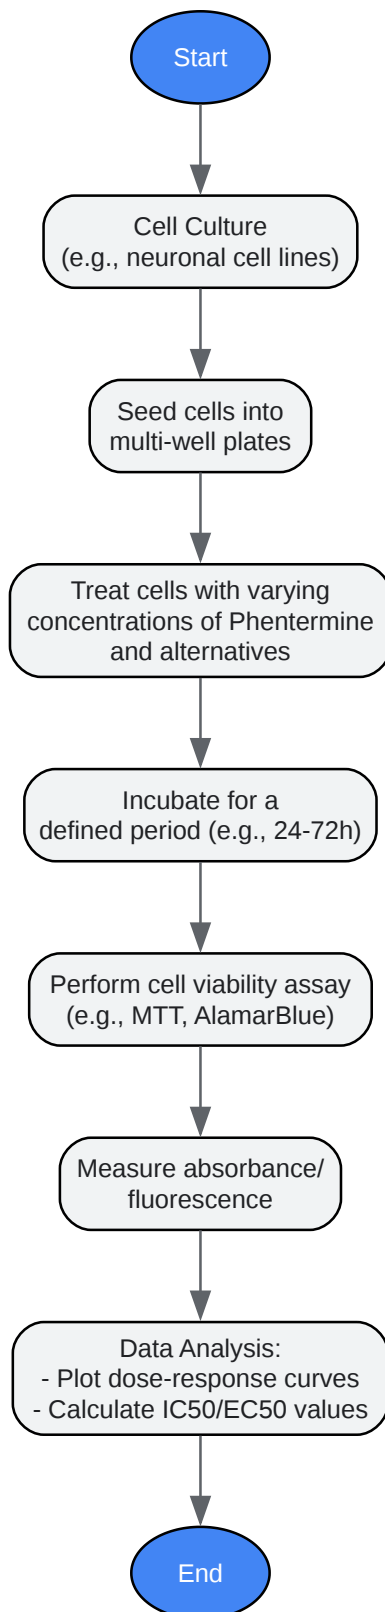 Start
Cell Culture
(e.g., neuronal cell lines)
Seed cells into
multi-well plates
Treat cells with varying
concentrations of Phentermine
and alternatives
Incubate for a
defined period (e.g., 24-72h)
Perform cell viability assay
(e.g., MTT, AlamarBlue)
Measure absorbance/
fluorescence
Data Analysis:
- Plot dose-response curves
- Calculate IC50/EC50 values
End